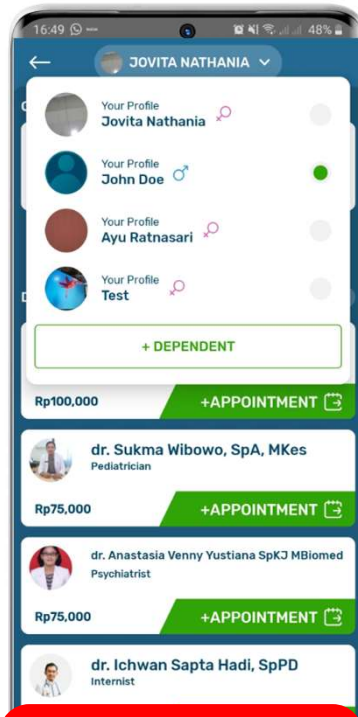 16:49
48%
JOVITA NATHANIA
Your Profile
Jovita Nathania
Your Profile
John Doe
Your Profile
Ayu Ratnasari
Your Profile
Test
+ DEPENDENT
Rp100,000
+APPOINTMENT
dr. Sukma Wibowo, SpA, MKes
Pediatrician
Rp75,000
+APPOINTMENT
dr. Anastasia Venny Yustiana SpKJ MBiomed
Psychiatrist
Rp75,000
+APPOINTMENT
dr. Ichwan Sapta Hadi, SpPD
Internist